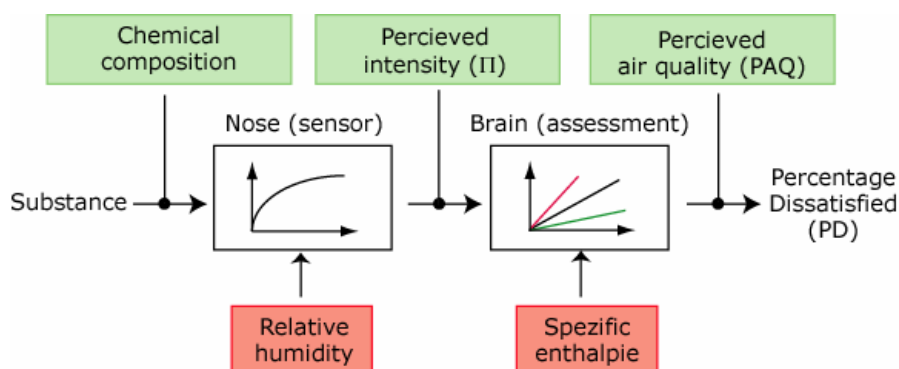 Chemical
composition
Percieved
intensity (Π)
Percieved
air quality (PAQ)
Nose (sensor)
Brain (assessment)
Substance
Percentage
Dissatisfied
(PD)
Relative
humidity
Spezific
enthalpie